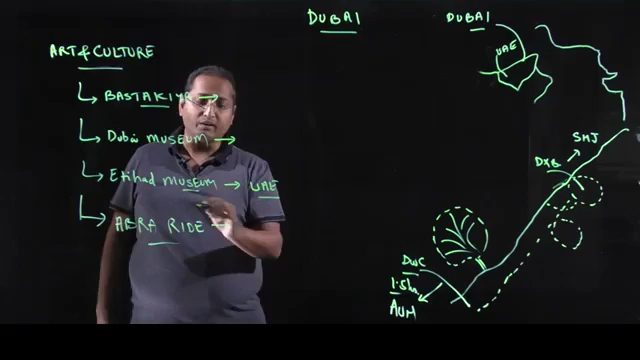 DUBAI
DUBAI
ART & CULTURE
UAE
BASTAKIYA →
Dubai MUSEUM →
SHJ
DXB
Etihad MUSEUM → UAE
ABRA RIDE →
DWC
1.5hr
AUH